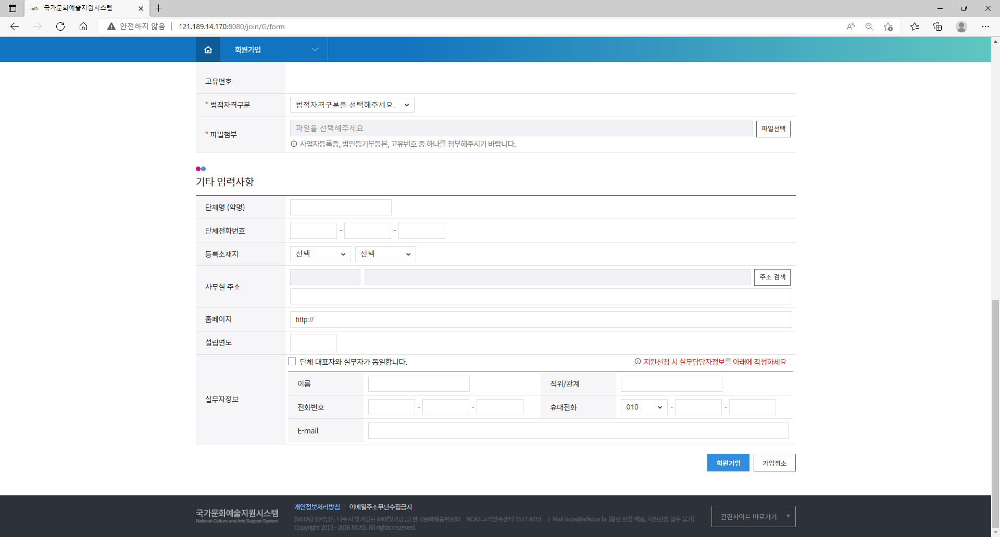 국가문화예술지원시스템
안전하지 않음 121.189.14.170:8080/join/G/form
회원가입
고유번호
* 법적자격구분 법적자격구분을 선택해주세요.
* 파일첨부 파일을 선택해주세요. 파일선택
사업자등록증, 법인등기부등본, 고유번호 중 하나를 첨부해주시기 바랍니다.
기타 입력사항
단체명 (약명)
단체전화번호 - -
등록소재지 선택 선택
사무실 주소 주소 검색
홈페이지 http://
설립연도
단체 대표자와 실무자가 동일합니다. 지원신청 시 실무담당자정보를 아래에 작성하세요
실무자정보
이름 직위/관계
전화번호 - - 휴대전화 010 - -
E-mail
회원가입 가입취소
국가문화예술지원시스템
National Culture and Arts Support System
개인정보처리방침 | 이메일주소무단수집금지
(58326) 전라남도 나주시 빛가람로 640(빛가람동) 한국문화예술위원회 NCAS 고객만족센터 1577-8751 E-Mail ncas@arko.or.kr (발신 전용 메일, 지원신청 접수 불가)
Copyright 2013 - 2016 NCAS. All rights reserved.
관련사이트 바로가기